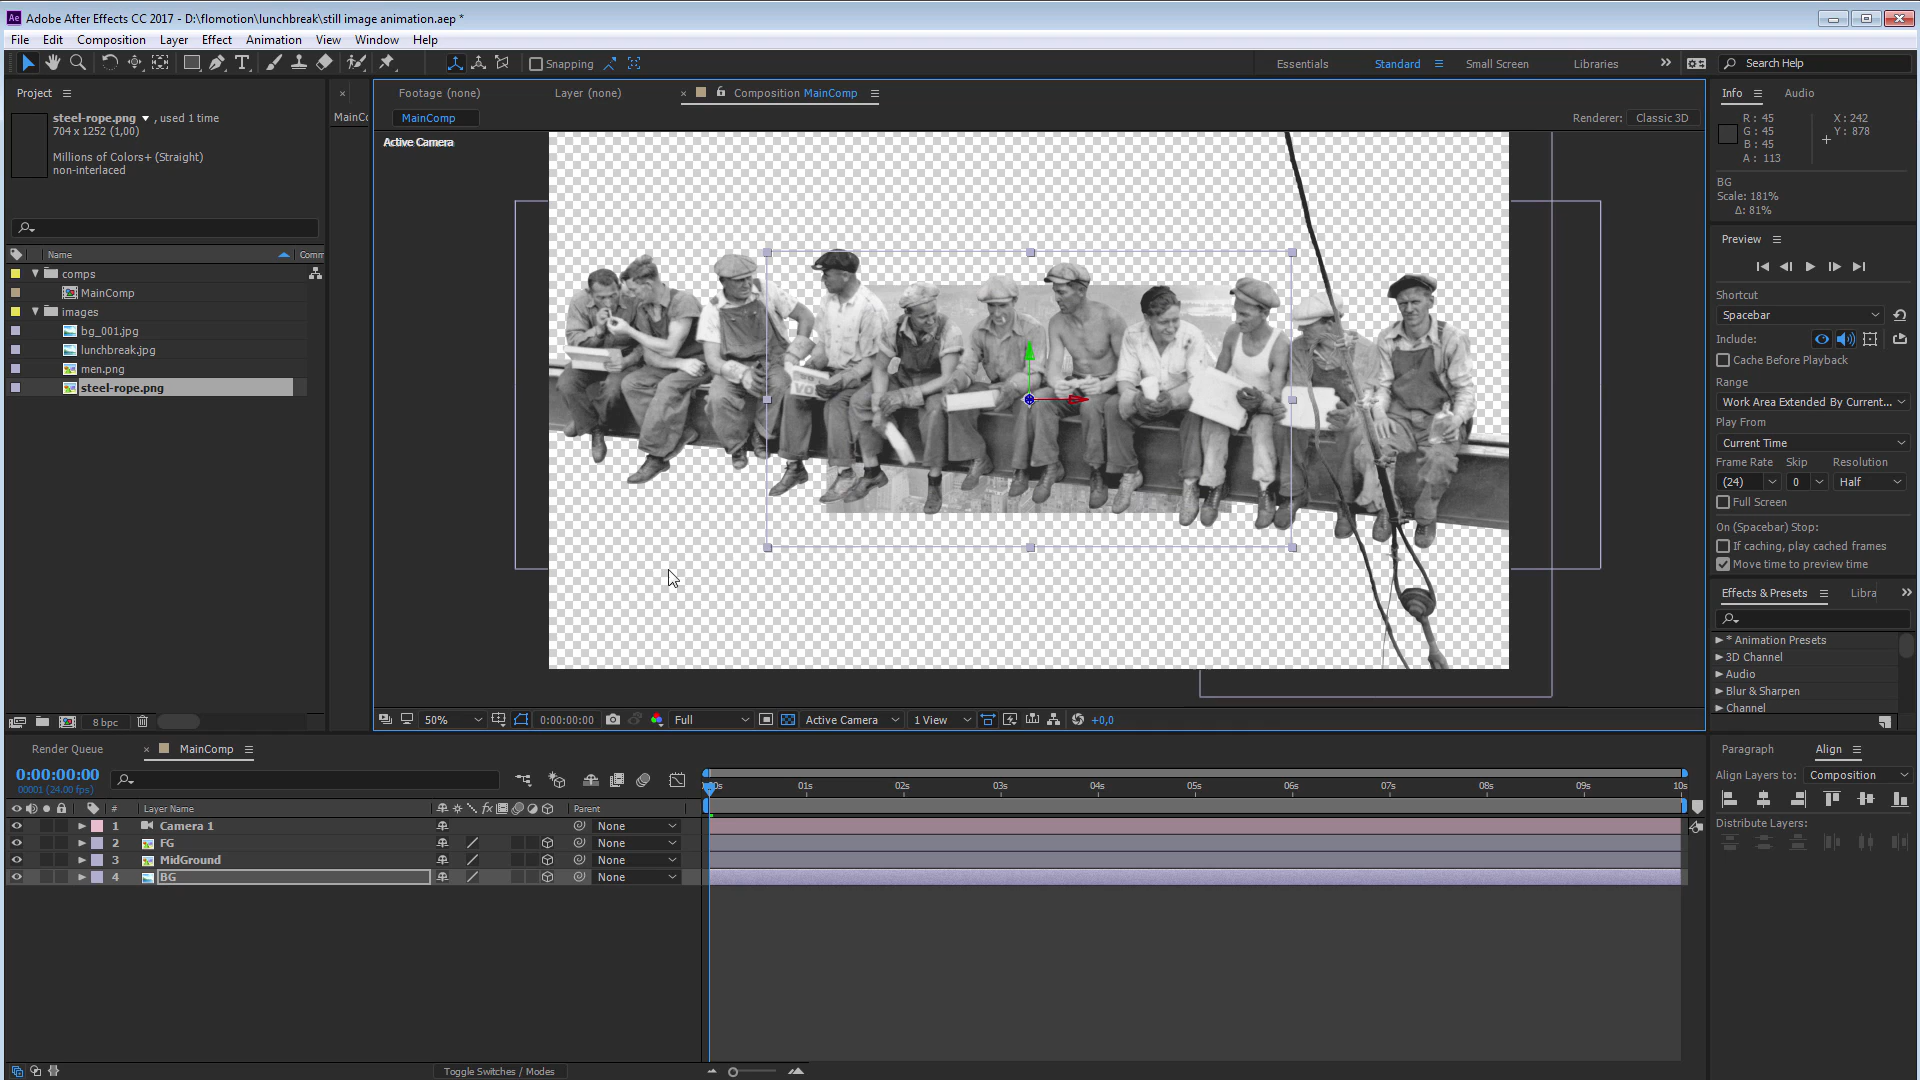 Adobe After Effects CC 2017 - D:\flomotion\lunchbreak\still image animation.aep *
File Edit Composition Layer Effect Animation View Window Help
Snapping Essentials Standard Small Screen Libraries Search Help
Project
steel-rope.png , used 1 time
704 x 1252 (1,00)
Millions of Colors+ (Straight)
non-interlaced
Name Comm
comps
MainComp
images
bg_001.jpg
lunchbreak.jpg
men.png
steel-rope.png
8 bpc
MainCo
Footage (none) Layer (none) Composition MainComp
MainComp Renderer: Classic 3D
Active Camera
50% 0:00:00:00 Full Active Camera 1 View +0,0
Info Audio
R: 45 X: 242
G: 45 Y: 878
B: 45
A: 113
BG
Scale: 181%
Δ: 81%
Preview
Shortcut
Spacebar
Include:
Cache Before Playback
Range
Work Area Extended By Current...
Play From
Current Time
Frame Rate Skip Resolution
(24) 0 Half
Full Screen
On (Spacebar) Stop:
If caching, play cached frames
Move time to preview time
Effects & Presets Libra
* Animation Presets
3D Channel
Audio
Blur & Sharpen
Channel
Render Queue MainComp
0:00:00:00
00001 (24.00 fps)
00s 01s 02s 03s 04s 05s 06s 07s 08s 09s 10s
# Layer Name Parent
1 Camera 1 None
2 FG None
3 MidGround None
4 BG None
Toggle Switches / Modes
Paragraph Align
Align Layers to: Composition
Distribute Layers: